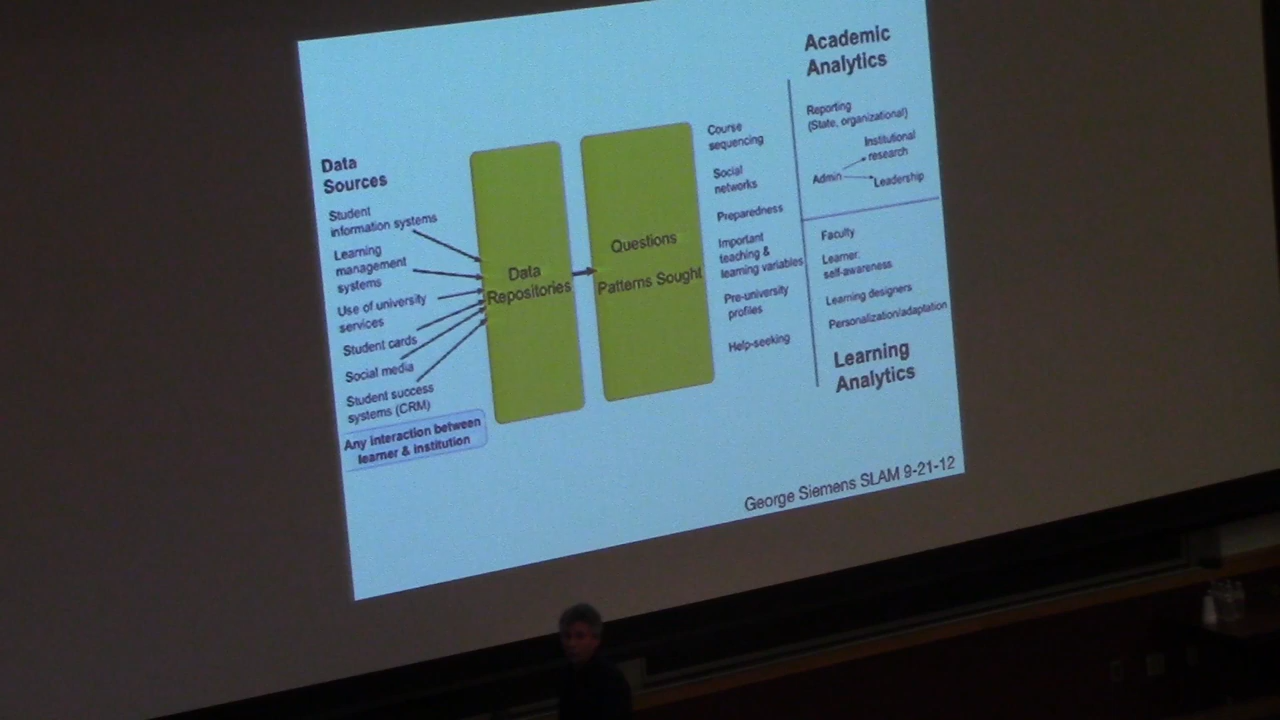 Data
Sources
Student
information systems
Learning
management
systems
Use of university
services
Student cards
Social media
Student success
systems (CRM)
Any interaction between
learner & institution
Data
Repositories
Questions
Patterns Sought
Course
sequencing
Social
networks
Preparedness
Important
teaching &
learning variables
Pre-university
profiles
Help-seeking
Academic
Analytics
Reporting
(State, organizational)
Institutional
research
Admin
Leadership
Faculty
Learner:
self-awareness
Learning designers
Personalization/adaptation
Learning
Analytics
George Siemens SLAM 9-21-12